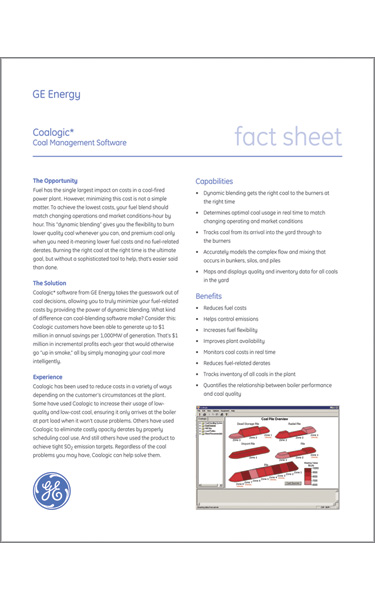 GE Energy
Coalogic*
Coal Management Software
fact sheet
The Opportunity
Fuel has the single largest impact on costs in a coal-fired
power plant. However, minimizing this cost is not a simple
matter. To achieve the lowest costs, your fuel blend should
match changing operations and market conditions-hour by
hour. This "dynamic blending" gives you the flexibility to burn
lower quality coal whenever you can, and premium coal only
when you need it-meaning lower fuel costs and no fuel-related
derates. Burning the right coal at the right time is the ultimate
goal, but without a sophisticated tool to help, that's easier said
than done.
The Solution
Coalogic* software from GE Energy takes the guesswork out of
coal decisions, allowing you to truly minimize your fuel-related
costs by providing the power of dynamic blending. What kind
of difference can coal-blending software make? Consider this:
Coalogic customers have been able to generate up to $1
million in annual savings per 1,000MW of generation. That's $1
million in incremental profits each year that would otherwise
go "up in smoke," all by simply managing your coal more
intelligently.
Experience
Coalogic has been used to reduce costs in a variety of ways
depending on the customer's circumstances at the plant.
Some have used Coalogic to increase their usage of low-
quality and low-cost coal, ensuring it only arrives at the boiler
at part load when it won't cause problems. Others have used
Coalogic to eliminate costly opacity derates by properly
scheduling coal use. And still others have used the product to
achieve tight SO₂ emission targets. Regardless of the coal
problems you may have, Coalogic can help solve them.
Capabilities
• Dynamic blending gets the right coal to the burners at
the right time
• Determines optimal coal usage in real time to match
changing operating and market conditions
• Tracks coal from its arrival into the yard through to
the burners
• Accurately models the complex flow and mixing that
occurs in bunkers, silos, and piles
• Maps and displays quality and inventory data for all coals
in the yard
Benefits
• Reduces fuel costs
• Helps control emissions
• Increases fuel flexibility
• Improves plant availability
• Monitors coal costs in real time
• Reduces fuel-related derates
• Tracks inventory of all coals in the plant
• Quantifies the relationship between boiler performance
and coal quality
Coal Pile Overview